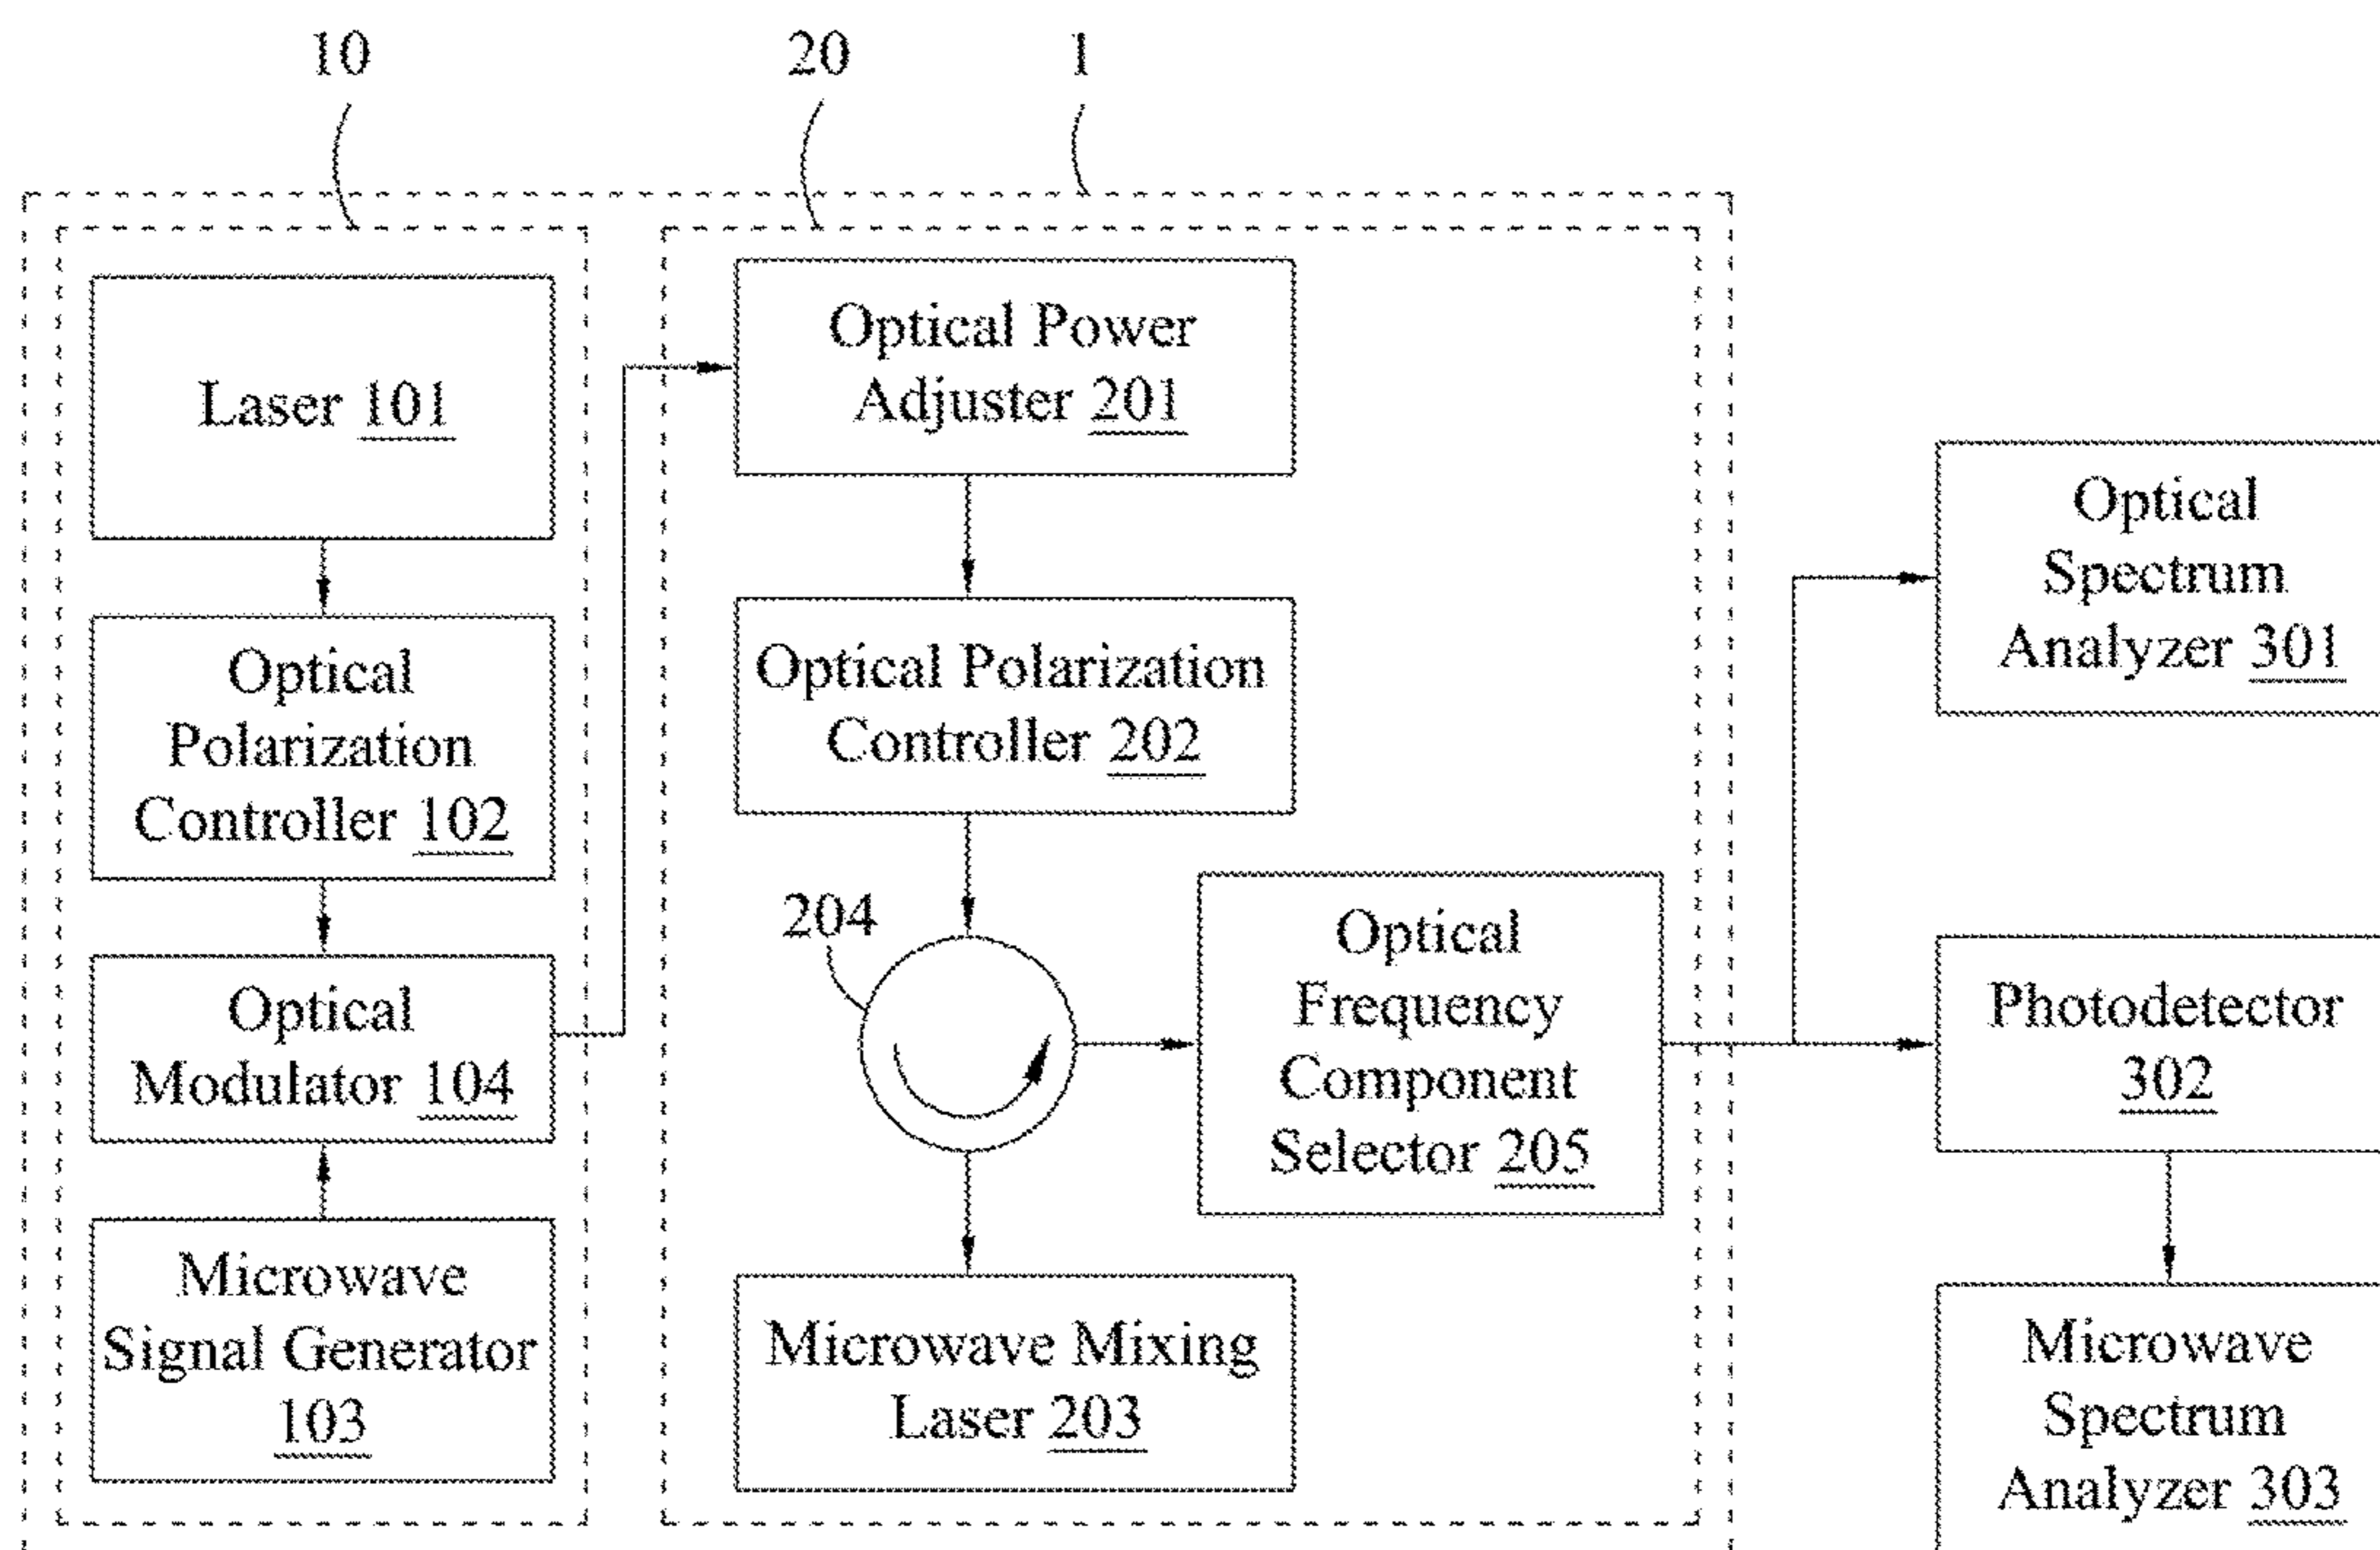 10
20
1
Laser 101
Optical
Polarization
Controller 102
Optical
Modulator 104
Microwave
Signal Generator
103
Optical Power
Adjuster 201
Optical Polarization
Controller 202
204
Optical
Frequency
Component
Selector 205
Microwave Mixing
Laser 203
Optical
Spectrum
Analyzer 301
Photodetector
302
Microwave
Spectrum
Analyzer 303